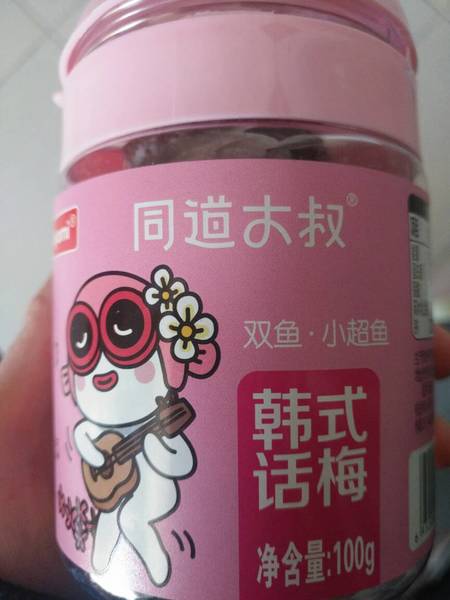 同道大叔®
双鱼·小超鱼
韩式
话梅
净含量:100g